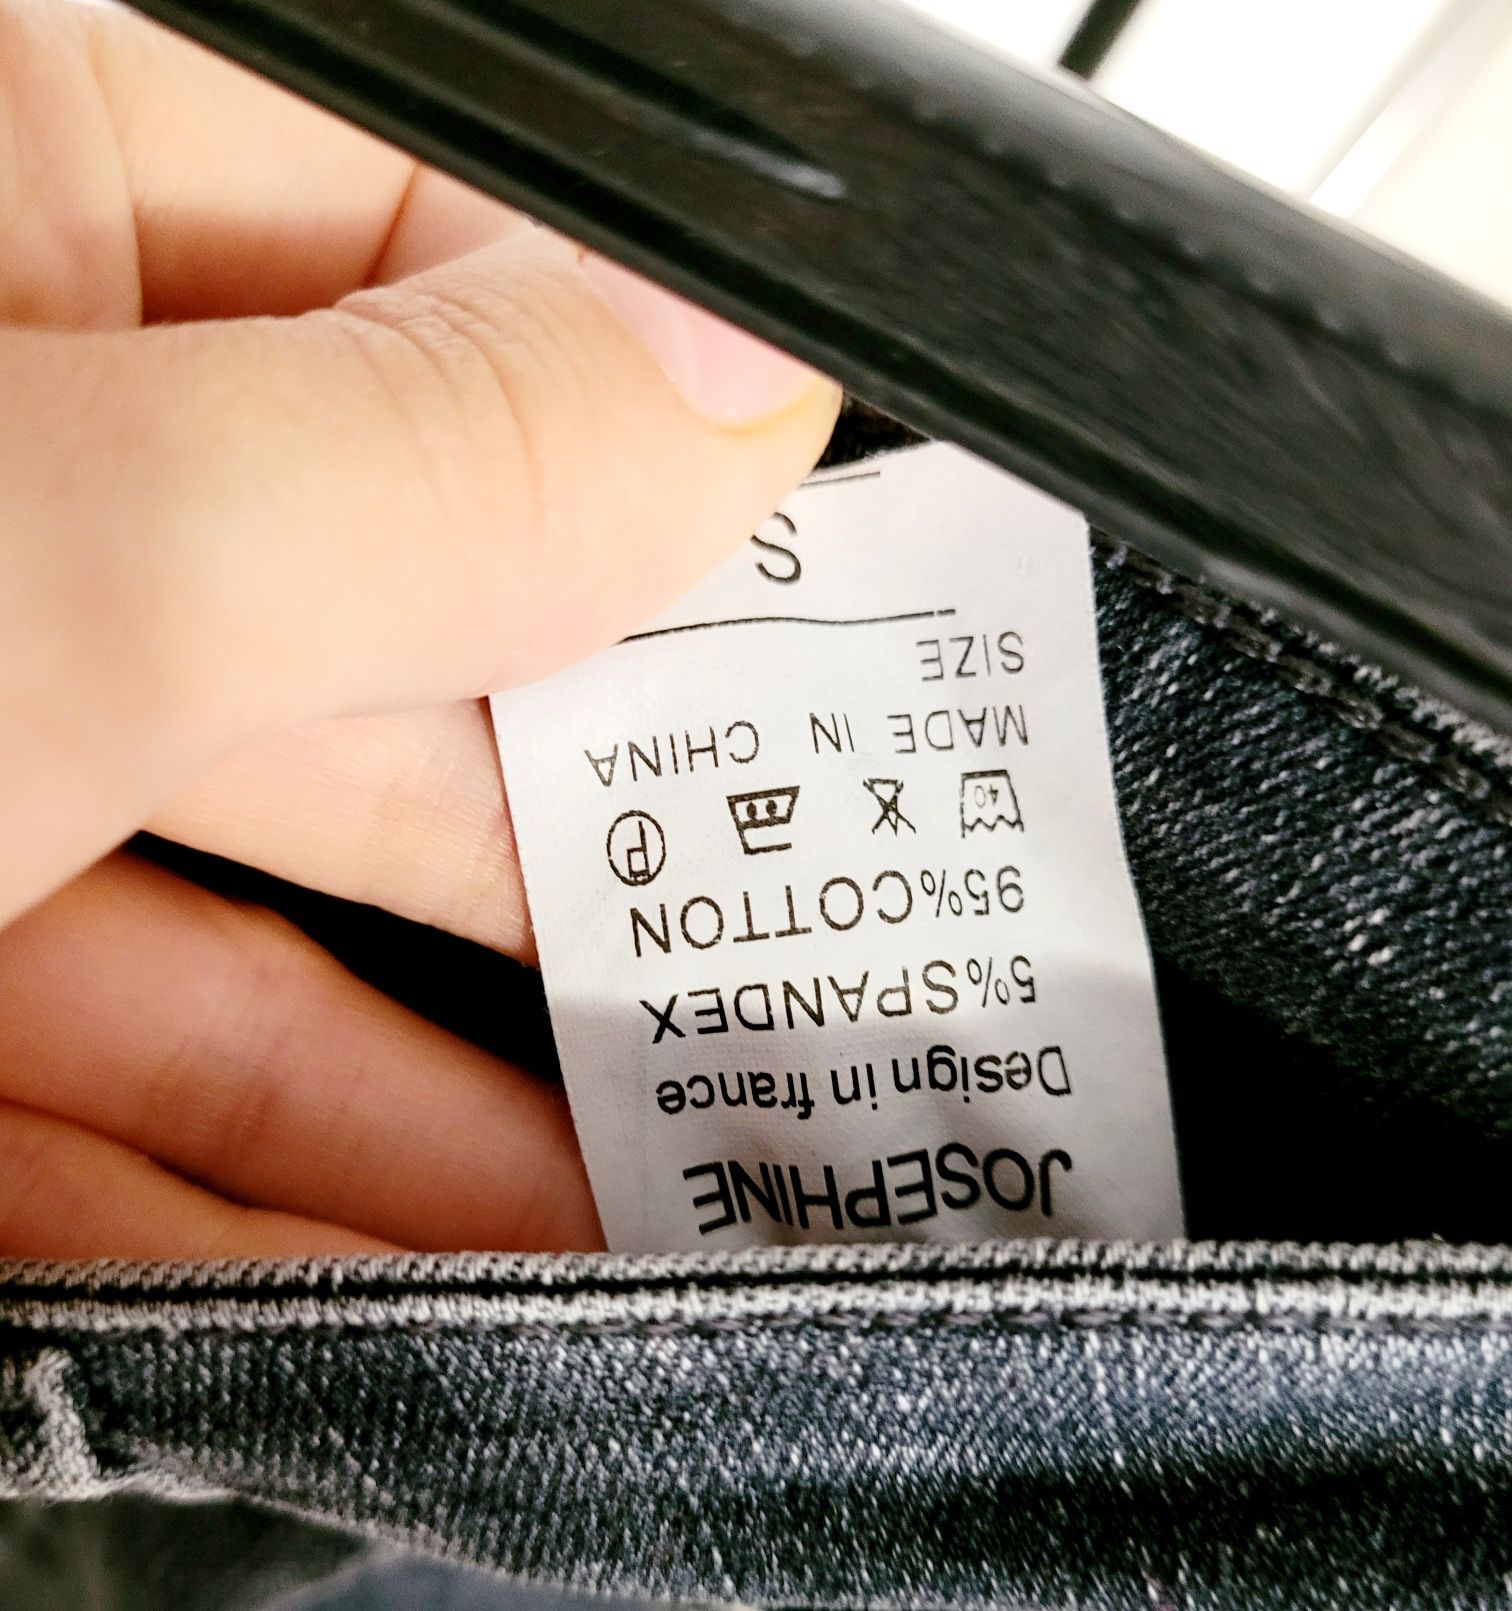 JOSEPHINE
Design in france
5%SPANDEX
95%COTTON
40 P
MADE IN CHINA
SIZE
S